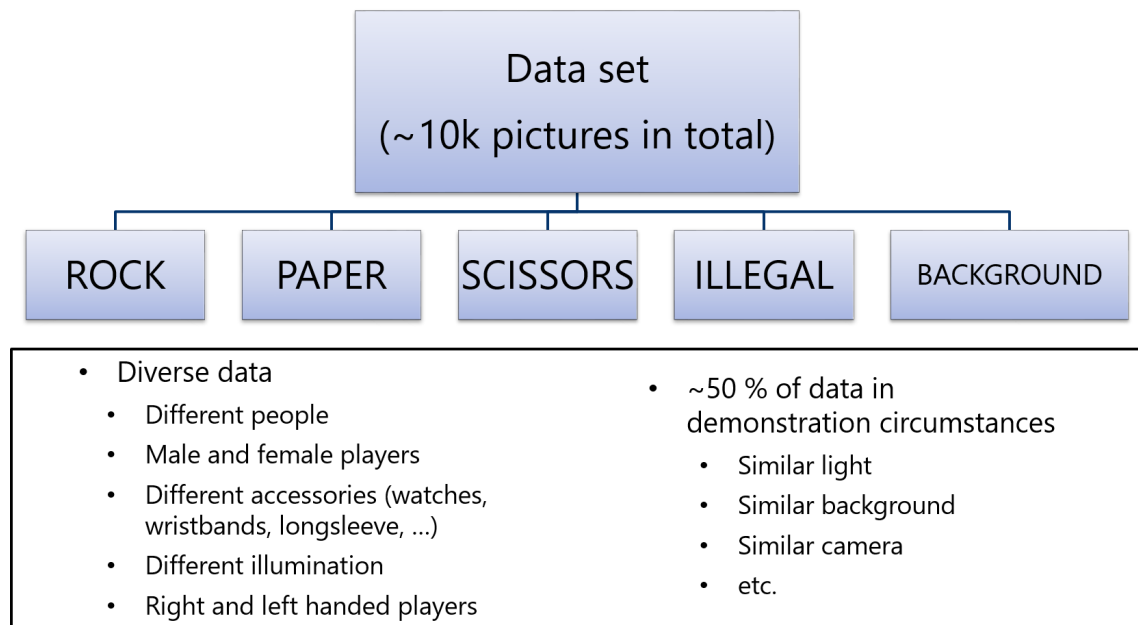 Data set
(~10k pictures in total)
ROCK
PAPER
SCISSORS
ILLEGAL
BACKGROUND
• Diverse data
• Different people
• Male and female players
• Different accessories (watches,
wristbands, longsleeve, ...)
• Different illumination
• Right and left handed players
• ~50 % of data in
demonstration circumstances
• Similar light
• Similar background
• Similar camera
• etc.